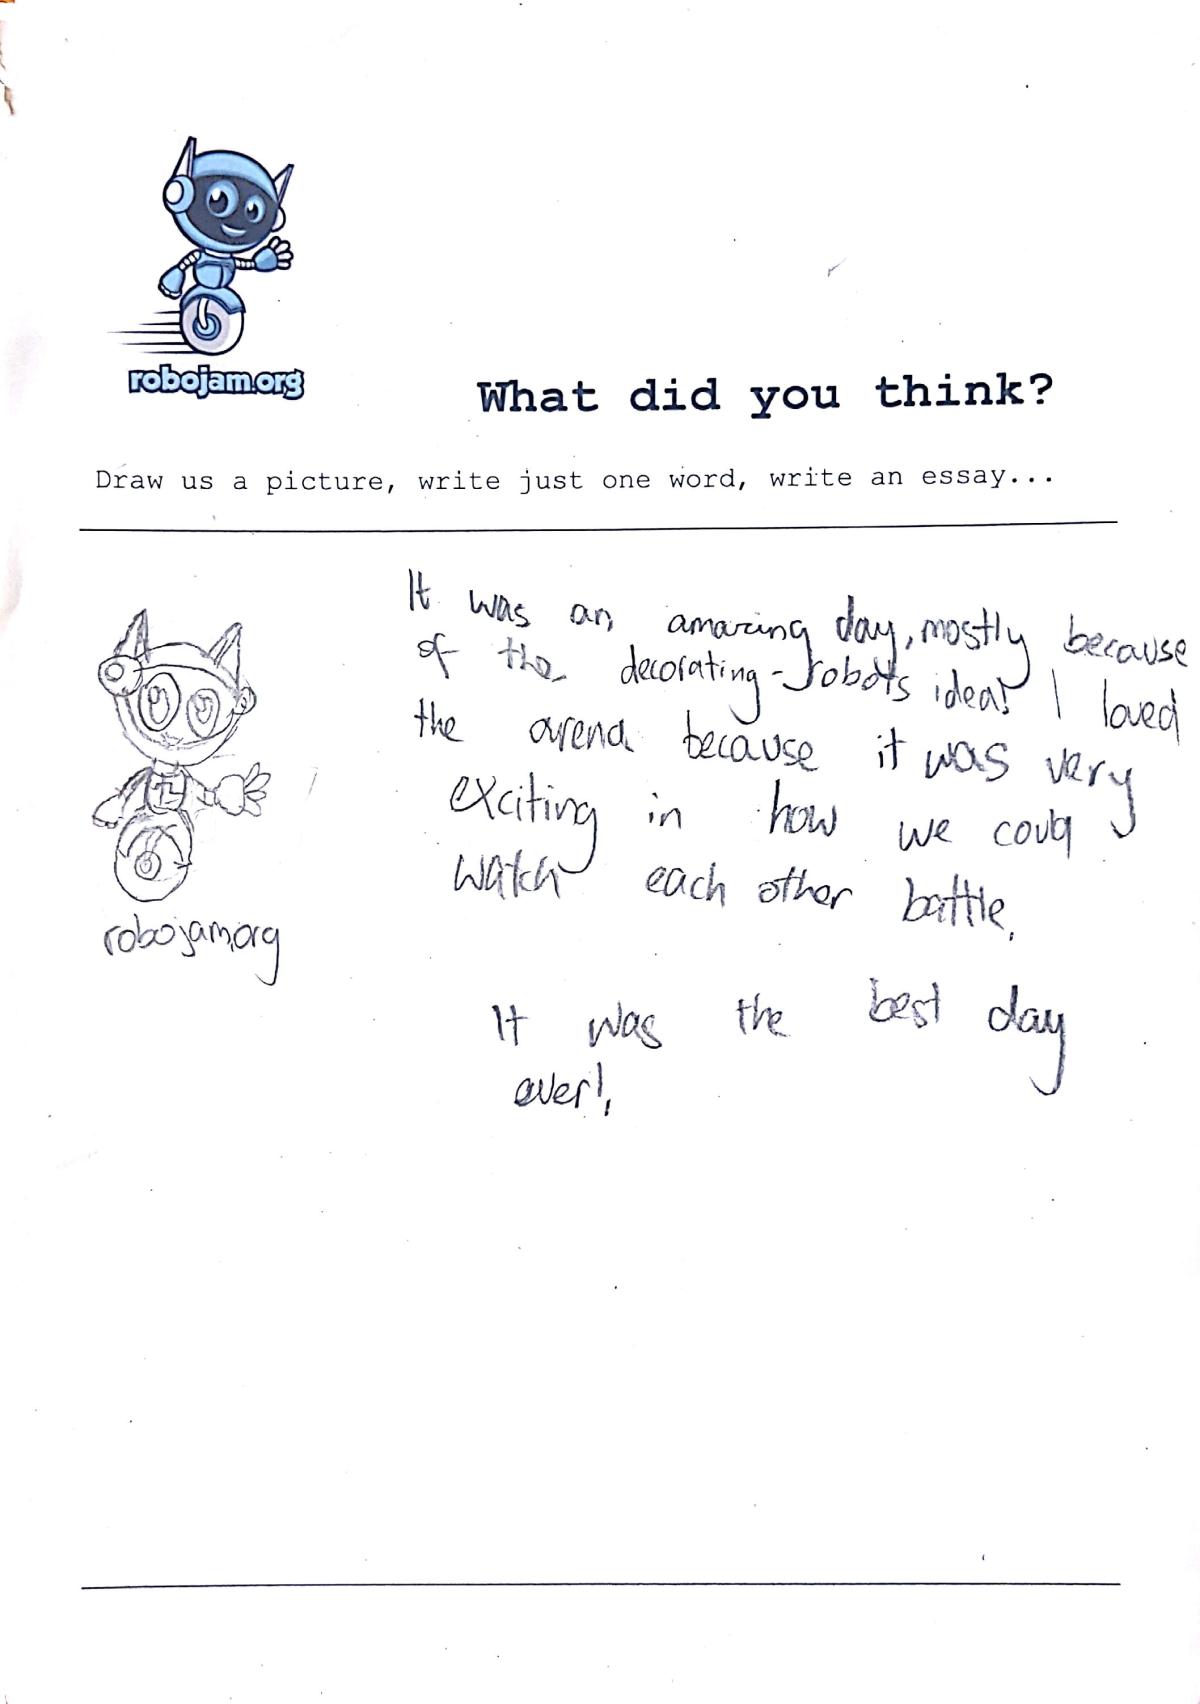 robojam.org
What did you think?
Draw us a picture, write just one word, write an essay...
It was an amazing day, mostly because
of the decorating-robots idea! I loved
the arena because it was very
exciting in how we could
watch each other battle.
robojam.org
It was the best day
ever!.